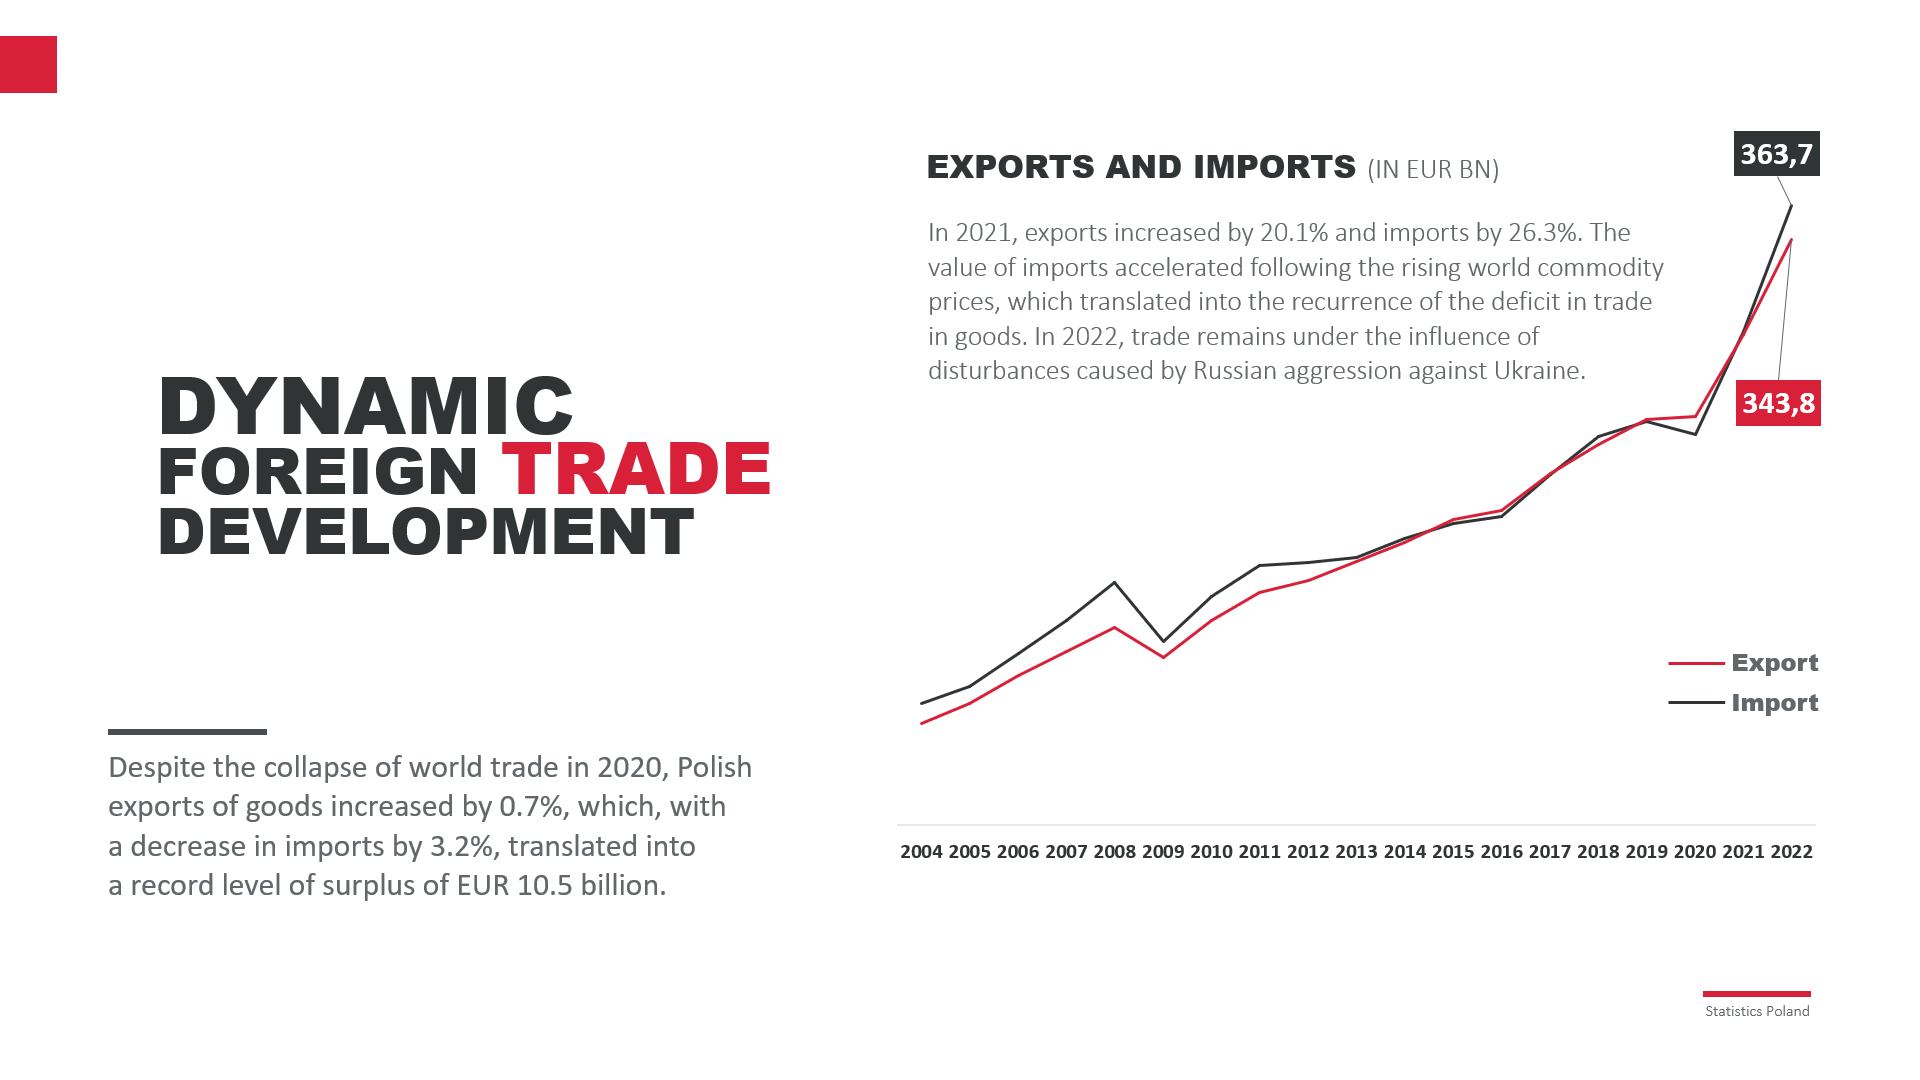 DYNAMIC
FOREIGN TRADE
DEVELOPMENT
Despite the collapse of world trade in 2020, Polish
exports of goods increased by 0.7%, which, with
a decrease in imports by 3.2%, translated into
a record level of surplus of EUR 10.5 billion.
EXPORTS AND IMPORTS (IN EUR BN)
In 2021, exports increased by 20.1% and imports by 26.3%. The
value of imports accelerated following the rising world commodity
prices, which translated into the recurrence of the deficit in trade
in goods. In 2022, trade remains under the influence of
disturbances caused by Russian aggression against Ukraine.
363,7
343,8
Export
Import
2004 2005 2006 2007 2008 2009 2010 2011 2012 2013 2014 2015 2016 2017 2018 2019 2020 2021 2022
Statistics Poland